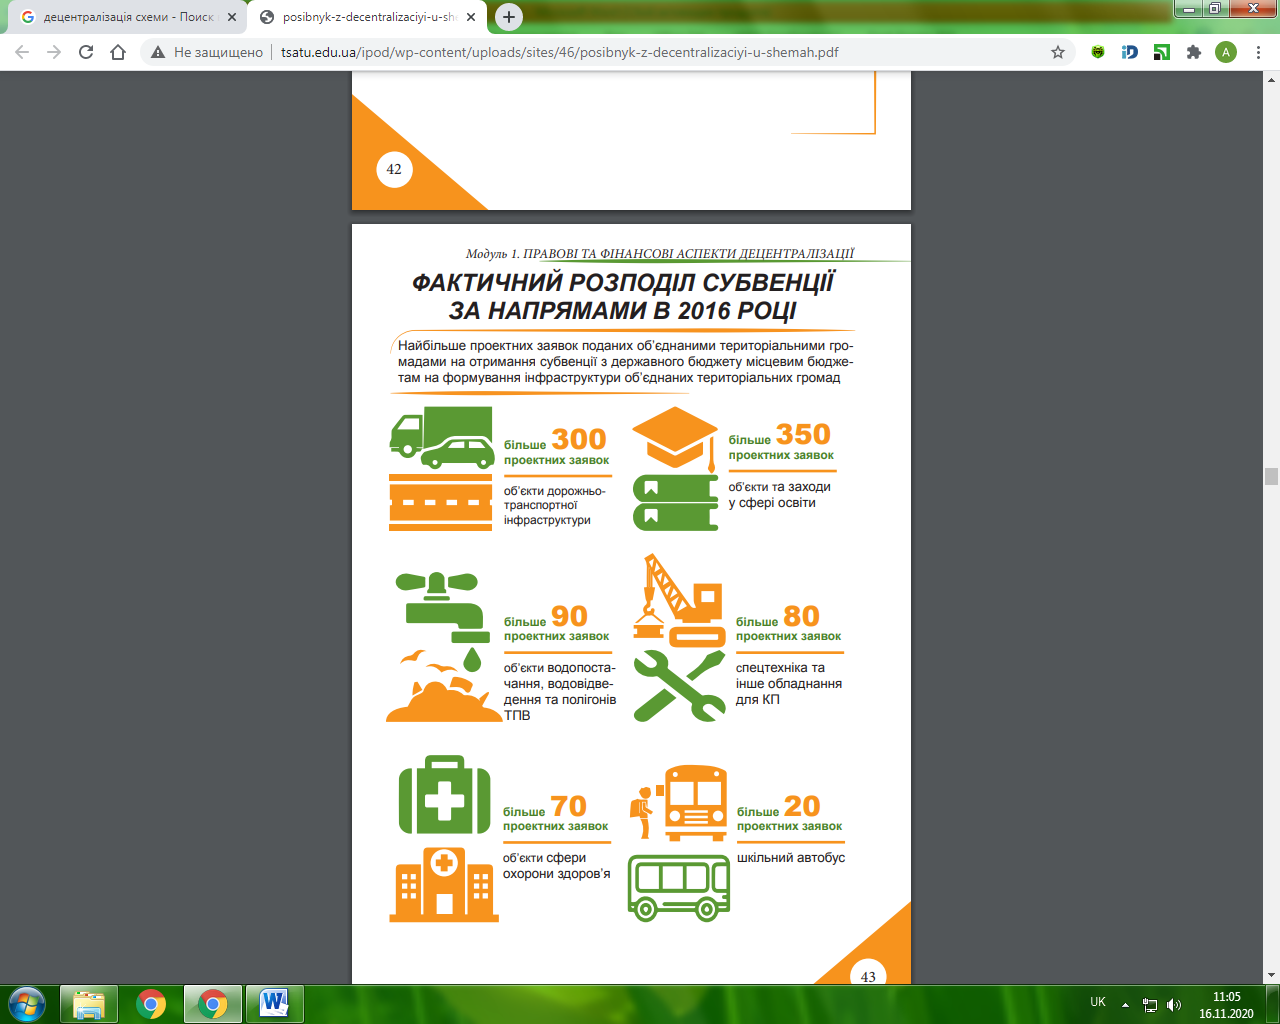 децентралізація схеми - Поиск
posibnyk-z-decentralizaciyi-u-she
Не защищено
tsatu.edu.ua/ipod/wp-content/uploads/sites/46/posibnyk-z-decentralizaciyi-u-shemah.pdf
A
42
Модуль 1. ПРАВОВІ ТА ФІНАНСОВІ АСПЕКТИ ДЕЦЕНТРАЛІЗАЦІЇ
ФАКТИЧНИЙ РОЗПОДІЛ СУБВЕНЦІЇ
ЗА НАПРЯМАМИ В 2016 РОЦІ
Найбільше проектних заявок поданих об’єднаними територіальними гро-
мадами на отримання субвенції з державного бюджету місцевим бюдже-
там на формування інфраструктури об’єднаних територіальних громад
більше 300
проектних заявок
об’єкти дорожньо-
транспортної
інфраструктури
більше 350
проектних заявок
об’єкти та заходи
у сфері освіти
більше 90
проектних заявок
об’єкти водопоста-
чання, водовідве-
дення та полігонів
ТПВ
більше 80
проектних заявок
спецтехніка та
інше обладнання
для КП
більше 70
проектних заявок
об’єкти сфери
охорони здоров’я
більше 20
проектних заявок
шкільний автобус
43
UK
11:05
16.11.2020